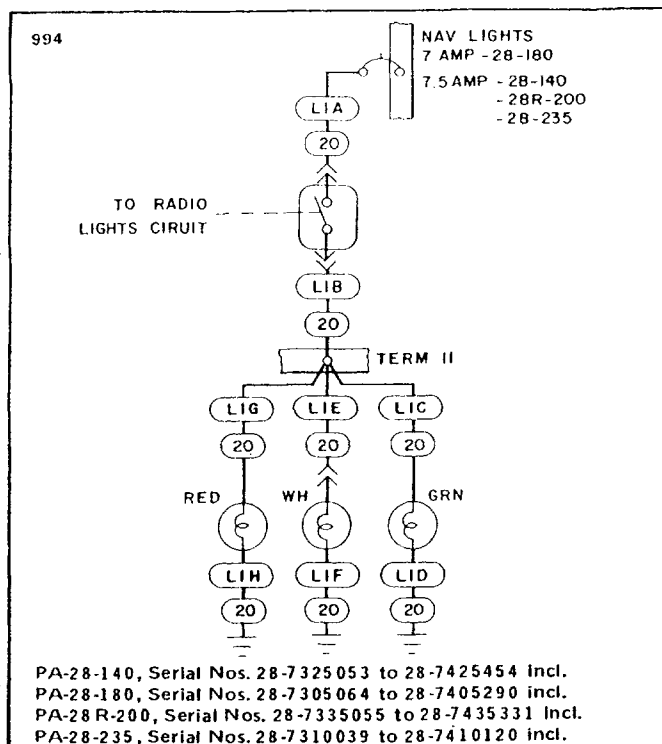 994
NAV LIGHTS
7 AMP - 28-180
7.5 AMP - 28-140
- 28R-200
- 28-235
L1A
20
TO RADIO
LIGHTS CIRUIT
L1B
20
TERM 11
L1G L1E L1C
20 20 20
RED WH GRN
L1H L1F L1D
20 20 20
PA-28-140, Serial Nos. 28-7325053 to 28-7425454 incl.
PA-28-180, Serial Nos. 28-7305064 to 28-7405290 incl.
PA-28R-200, Serial Nos. 28-7335055 to 28-7435331 Incl.
PA-28-235, Serial Nos. 28-7310039 to 28-7410120 incl.